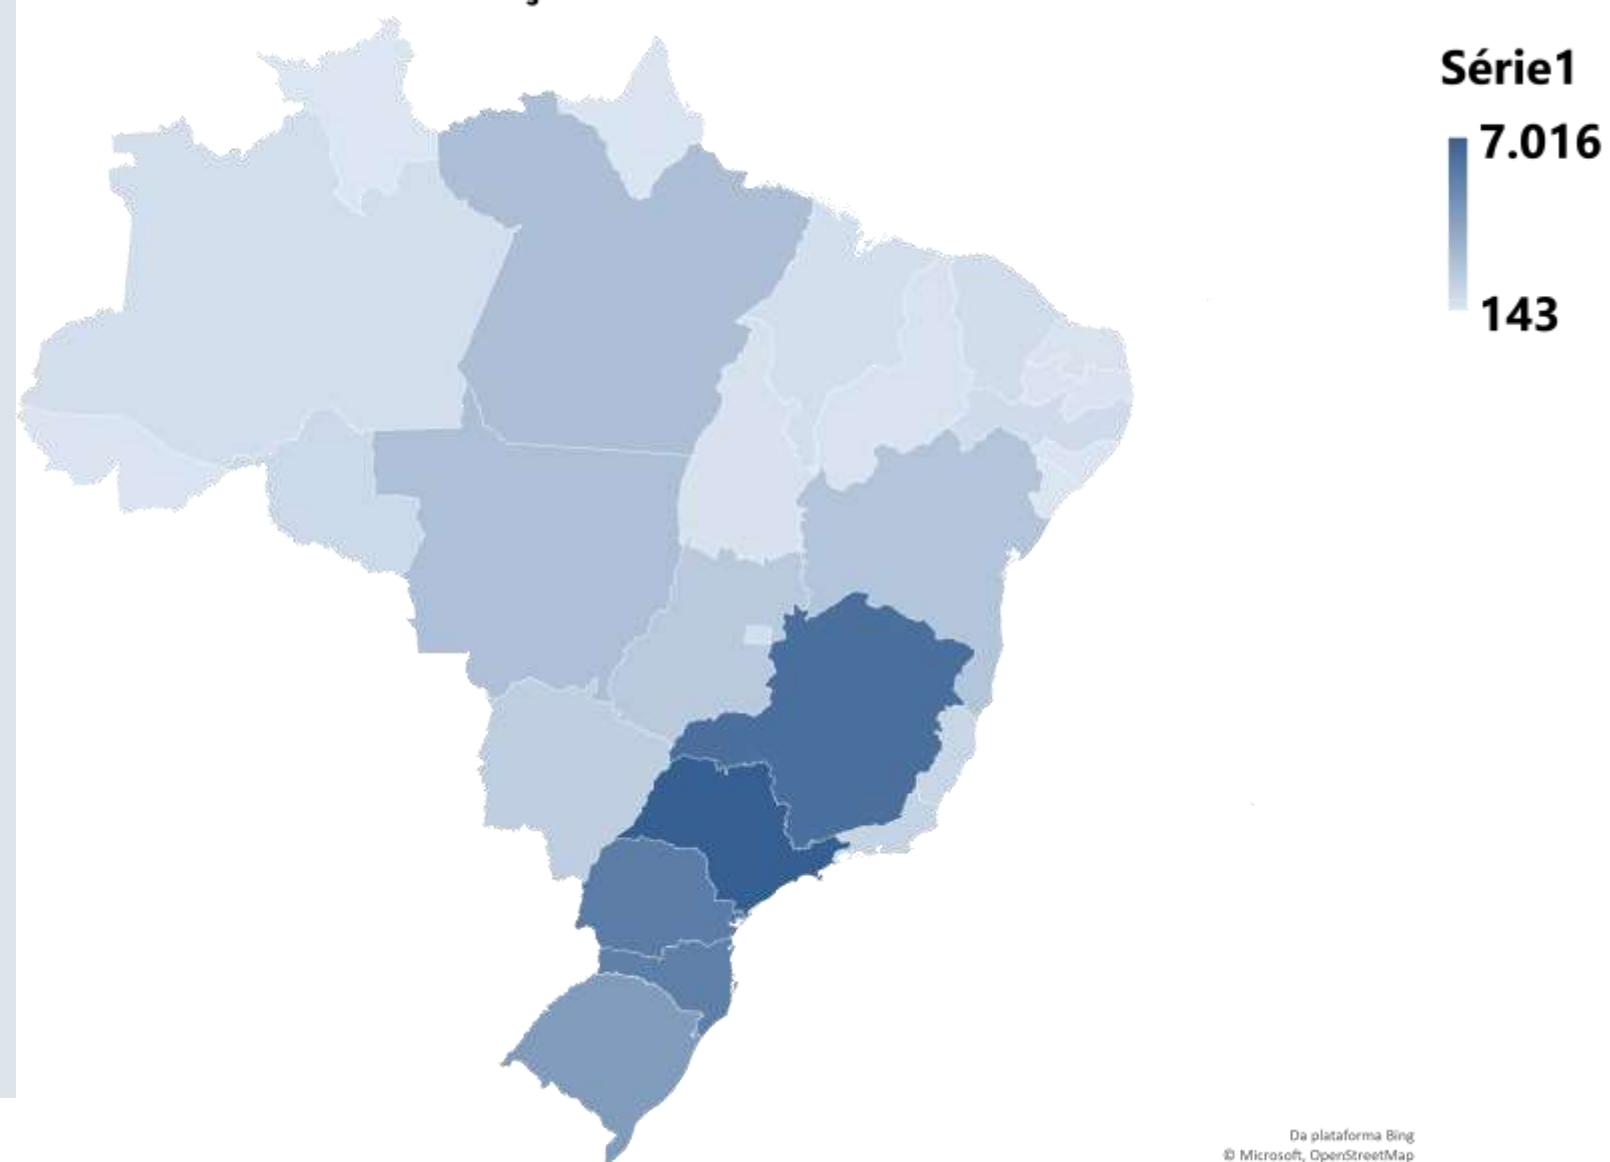 Série1
7.016
143
Da plataforma Bing
© Microsoft, OpenStreetMap